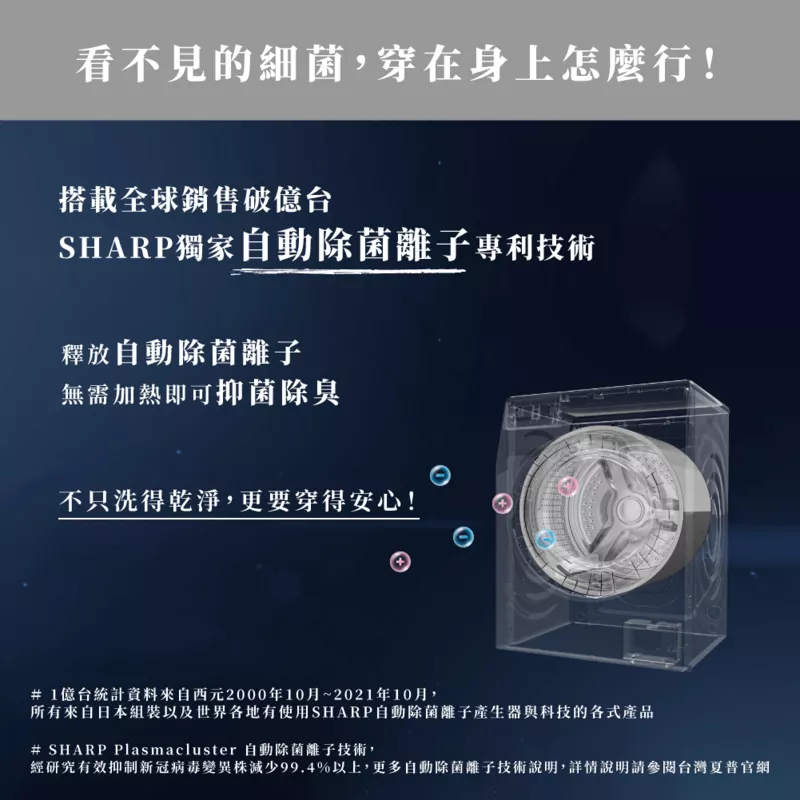 看不見的細菌，穿在身上怎麼行！
搭載全球銷售破億台
SHARP獨家自動除菌離子專利技術
釋放自動除菌離子
無需加熱即可抑菌除臭
不只洗得乾淨，更要穿得安心！
# 1億台統計資料來自西元2000年10月~2021年10月，
所有來自日本組裝以及世界各地有使用SHARP自動除菌離子產生器與科技的各式產品
# SHARP Plasmacluster 自動除菌離子技術，
經研究有效抑制新冠病毒變異株減少99.4%以上，更多自動除菌離子技術說明，詳情說明請參閱台灣夏普官網